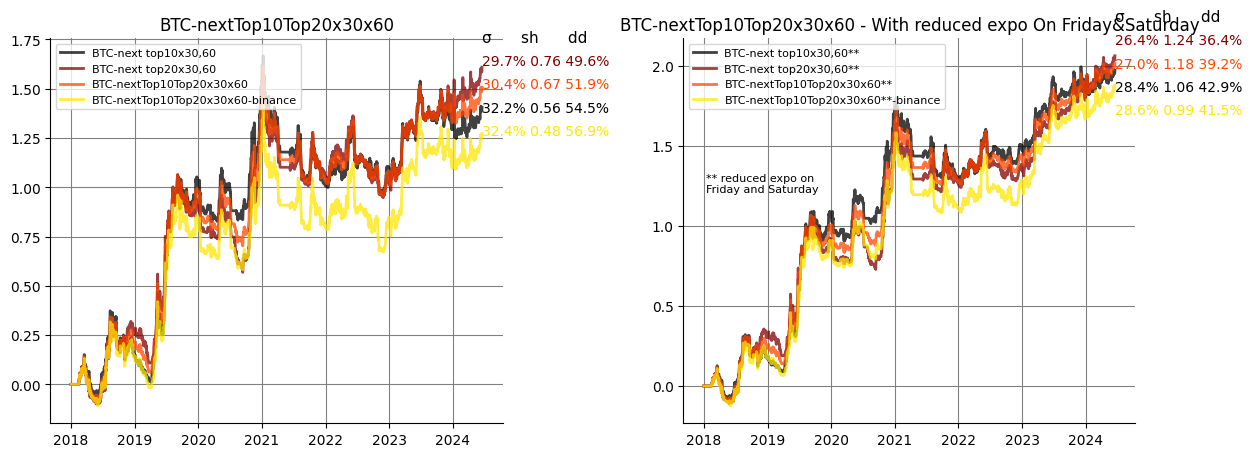 BTC-nextTop10Top20x30x60
σ sh dd
BTC-next top10x30,60
BTC-next top20x30,60
BTC-nextTop10Top20x30x60
BTC-nextTop10Top20x30x60-binance
29.7% 0.76 49.6%
30.4% 0.67 51.9%
32.2% 0.56 54.5%
32.4% 0.48 56.9%
1.75
1.50
1.25
1.00
0.75
0.50
0.25
0.00
2018 2019 2020 2021 2022 2023 2024
BTC-nextTop10Top20x30x60 - With reduced expo On Friday&Saturday
σ sh dd
BTC-next top10x30,60**
BTC-next top20x30,60**
BTC-nextTop10Top20x30x60**
BTC-nextTop10Top20x30x60**-binance
26.4% 1.24 36.4%
27.0% 1.18 39.2%
28.4% 1.06 42.9%
28.6% 0.99 41.5%
** reduced expo on
Friday and Saturday
2.0
1.5
1.0
0.5
0.0
2018 2019 2020 2021 2022 2023 2024